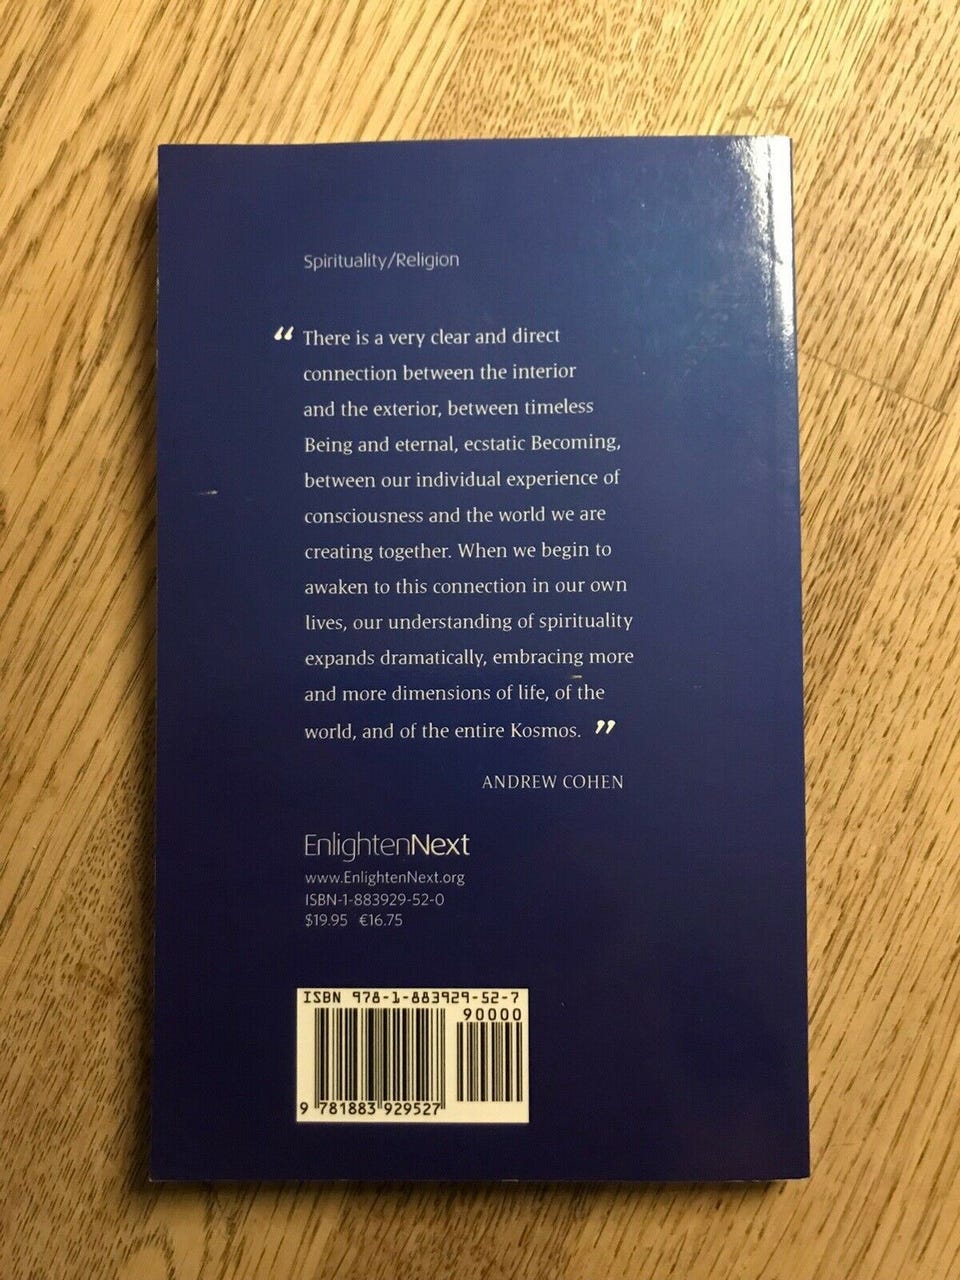 Spirituality/Religion
“ There is a very clear and direct
connection between the interior
and the exterior, between timeless
Being and eternal, ecstatic Becoming,
between our individual experience of
consciousness and the world we are
creating together. When we begin to
awaken to this connection in our own
lives, our understanding of spirituality
expands dramatically, embracing more
and more dimensions of life, of the
world, and of the entire Kosmos. ”
ANDREW COHEN
EnlightenNext
www.EnlightenNext.org
ISBN-1-883929-52-0
$19.95 €16.75
ISBN 978-1-883929-52-7
90000
9 781883 929527